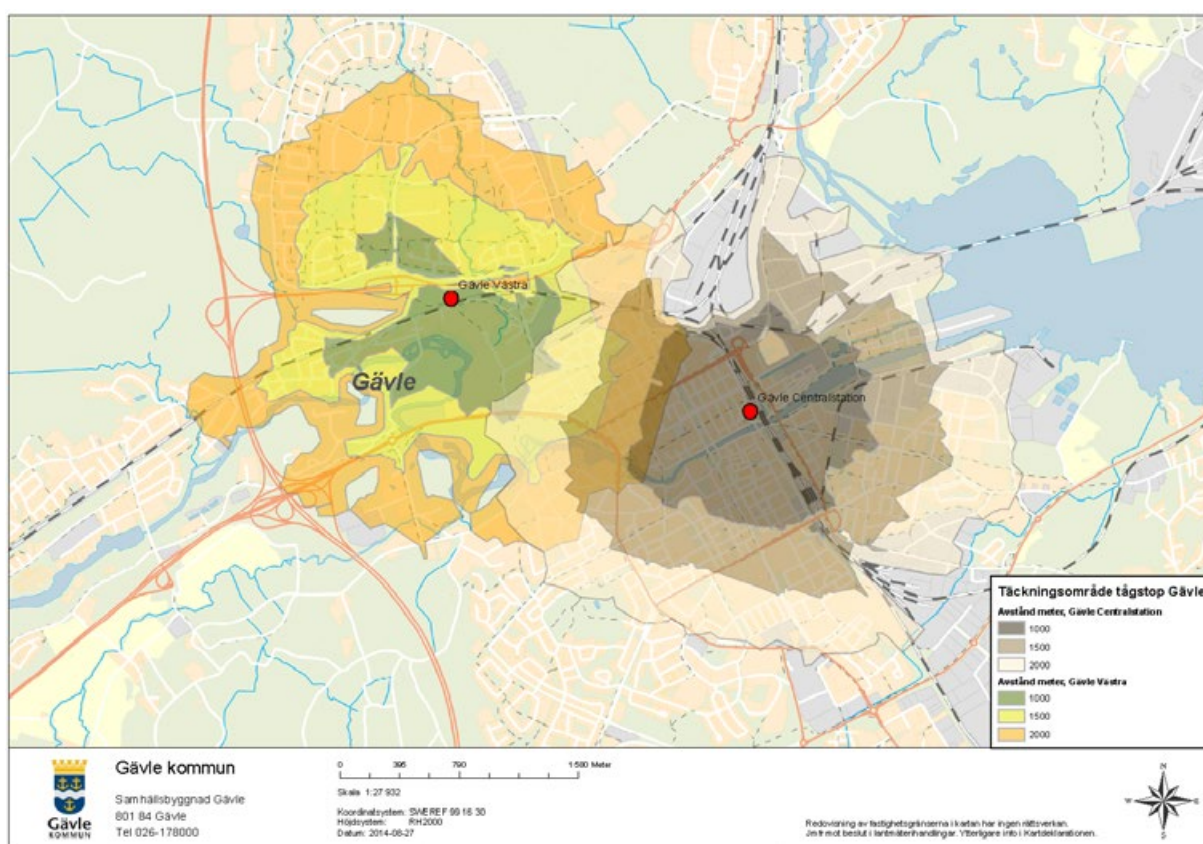 Gävle Västra
Gävle
Gävle Centralstation
Täckningsområde tågstop Gävle
Avstånd meter, Gävle Centralstation
1000
1500
2000
Avstånd meter, Gävle Västra
1000
1500
2000
Gävle
KOMMUN
Gävle kommun
Samhällsbyggnad Gävle
801 84 Gävle
Tel 026-178000
0 395 790 1 580 Meter
Skala 1:27 932
Koordinatsystem: SWEREF 99 16 30
Höjdsystem: RH2000
Datum: 2014-08-27
Redovisning av fastighetsgränserna i kartan har ingen rättsverkan.
Jmfr mot beslut i lantmäterihandlingar. Ytterligare info i Kartdeklarationen.
N
W E
S